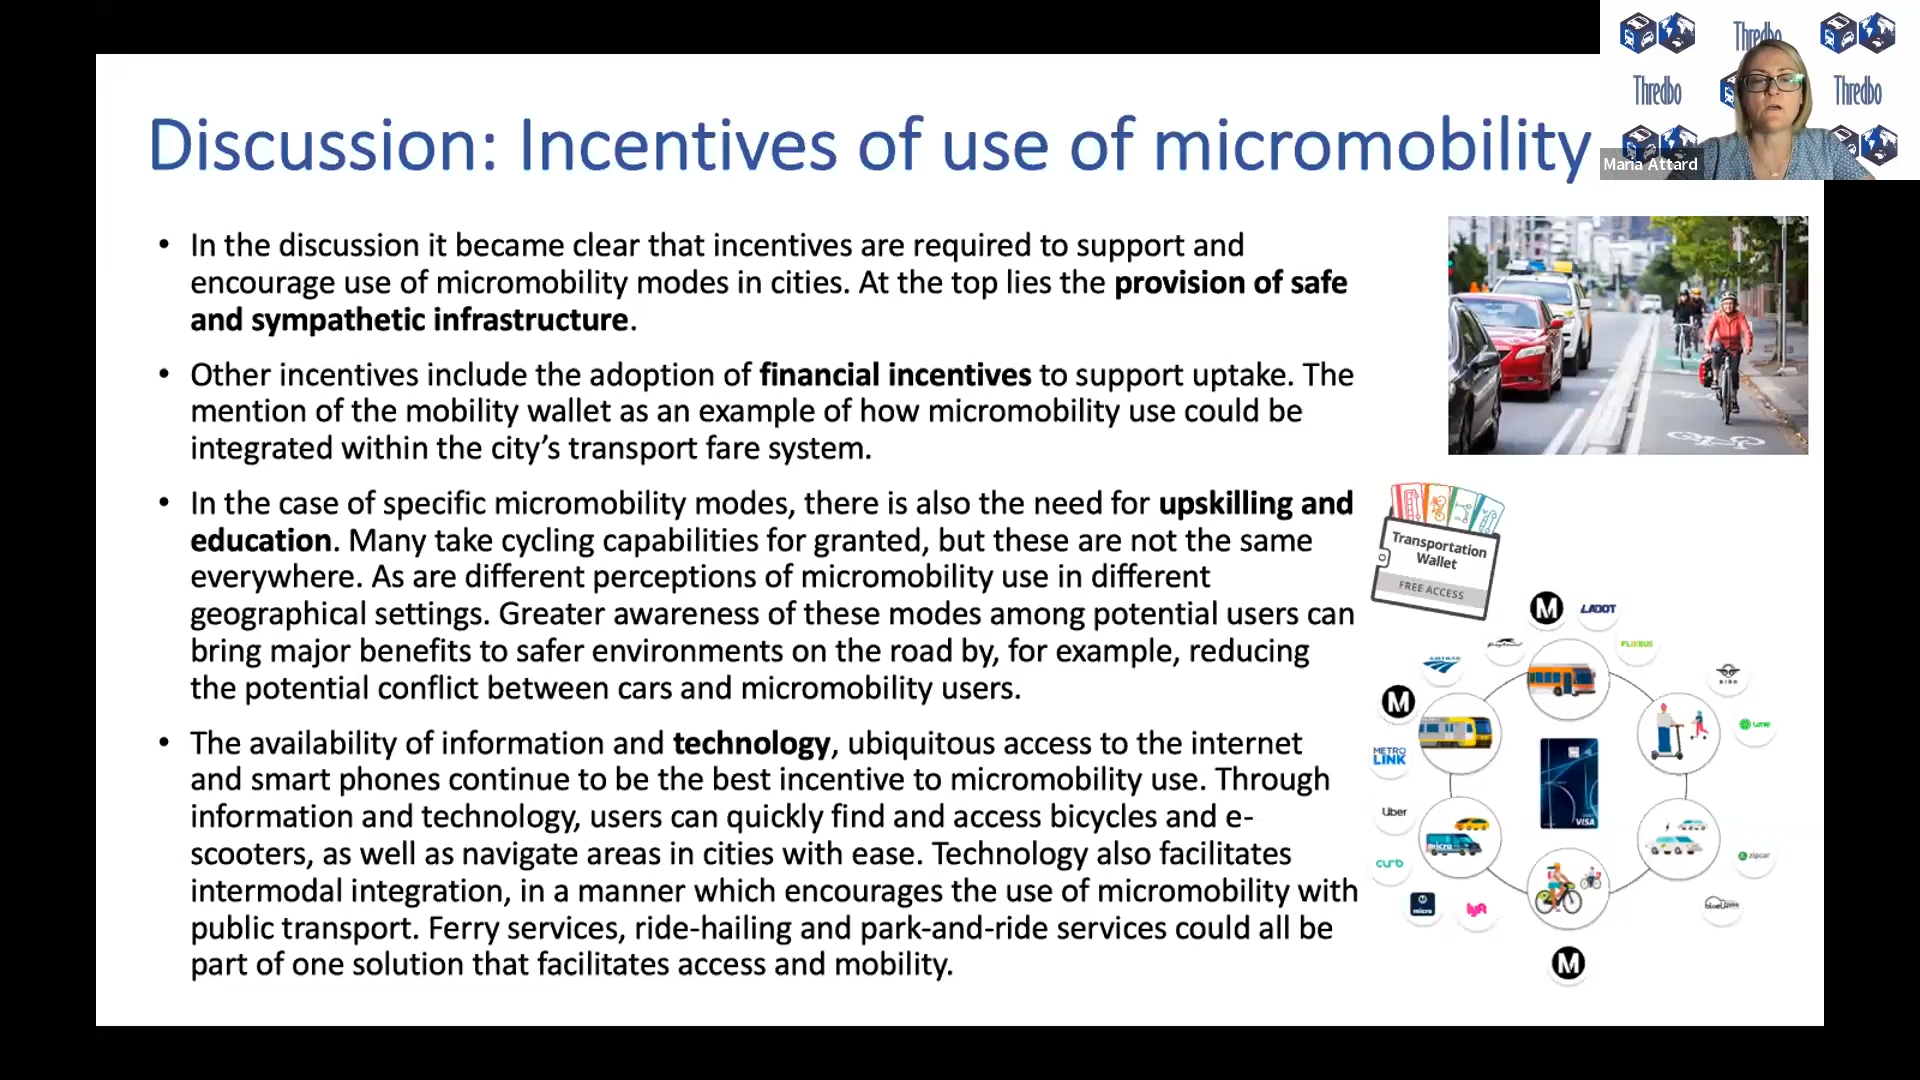 Thredbo
Thredbo
Thredbo
Maria Attard
Discussion: Incentives of use of micromobility
• In the discussion it became clear that incentives are required to support and
encourage use of micromobility modes in cities. At the top lies the provision of safe
and sympathetic infrastructure.
• Other incentives include the adoption of financial incentives to support uptake. The
mention of the mobility wallet as an example of how micromobility use could be
integrated within the city’s transport fare system.
• In the case of specific micromobility modes, there is also the need for upskilling and
education. Many take cycling capabilities for granted, but these are not the same
everywhere. As are different perceptions of micromobility use in different
geographical settings. Greater awareness of these modes among potential users can
bring major benefits to safer environments on the road by, for example, reducing
the potential conflict between cars and micromobility users.
• The availability of information and technology, ubiquitous access to the internet
and smart phones continue to be the best incentive to micromobility use. Through
information and technology, users can quickly find and access bicycles and e-
scooters, as well as navigate areas in cities with ease. Technology also facilitates
intermodal integration, in a manner which encourages the use of micromobility with
public transport. Ferry services, ride-hailing and park-and-ride services could all be
part of one solution that facilitates access and mobility.
Transportation
Wallet
FREE ACCESS
M
LADOT
FLIXBUS
AMTRAK
BIRD
M
Lime
METRO
LINK
Uber
VISA
micro
curb
zipcar
micro
lyft
M